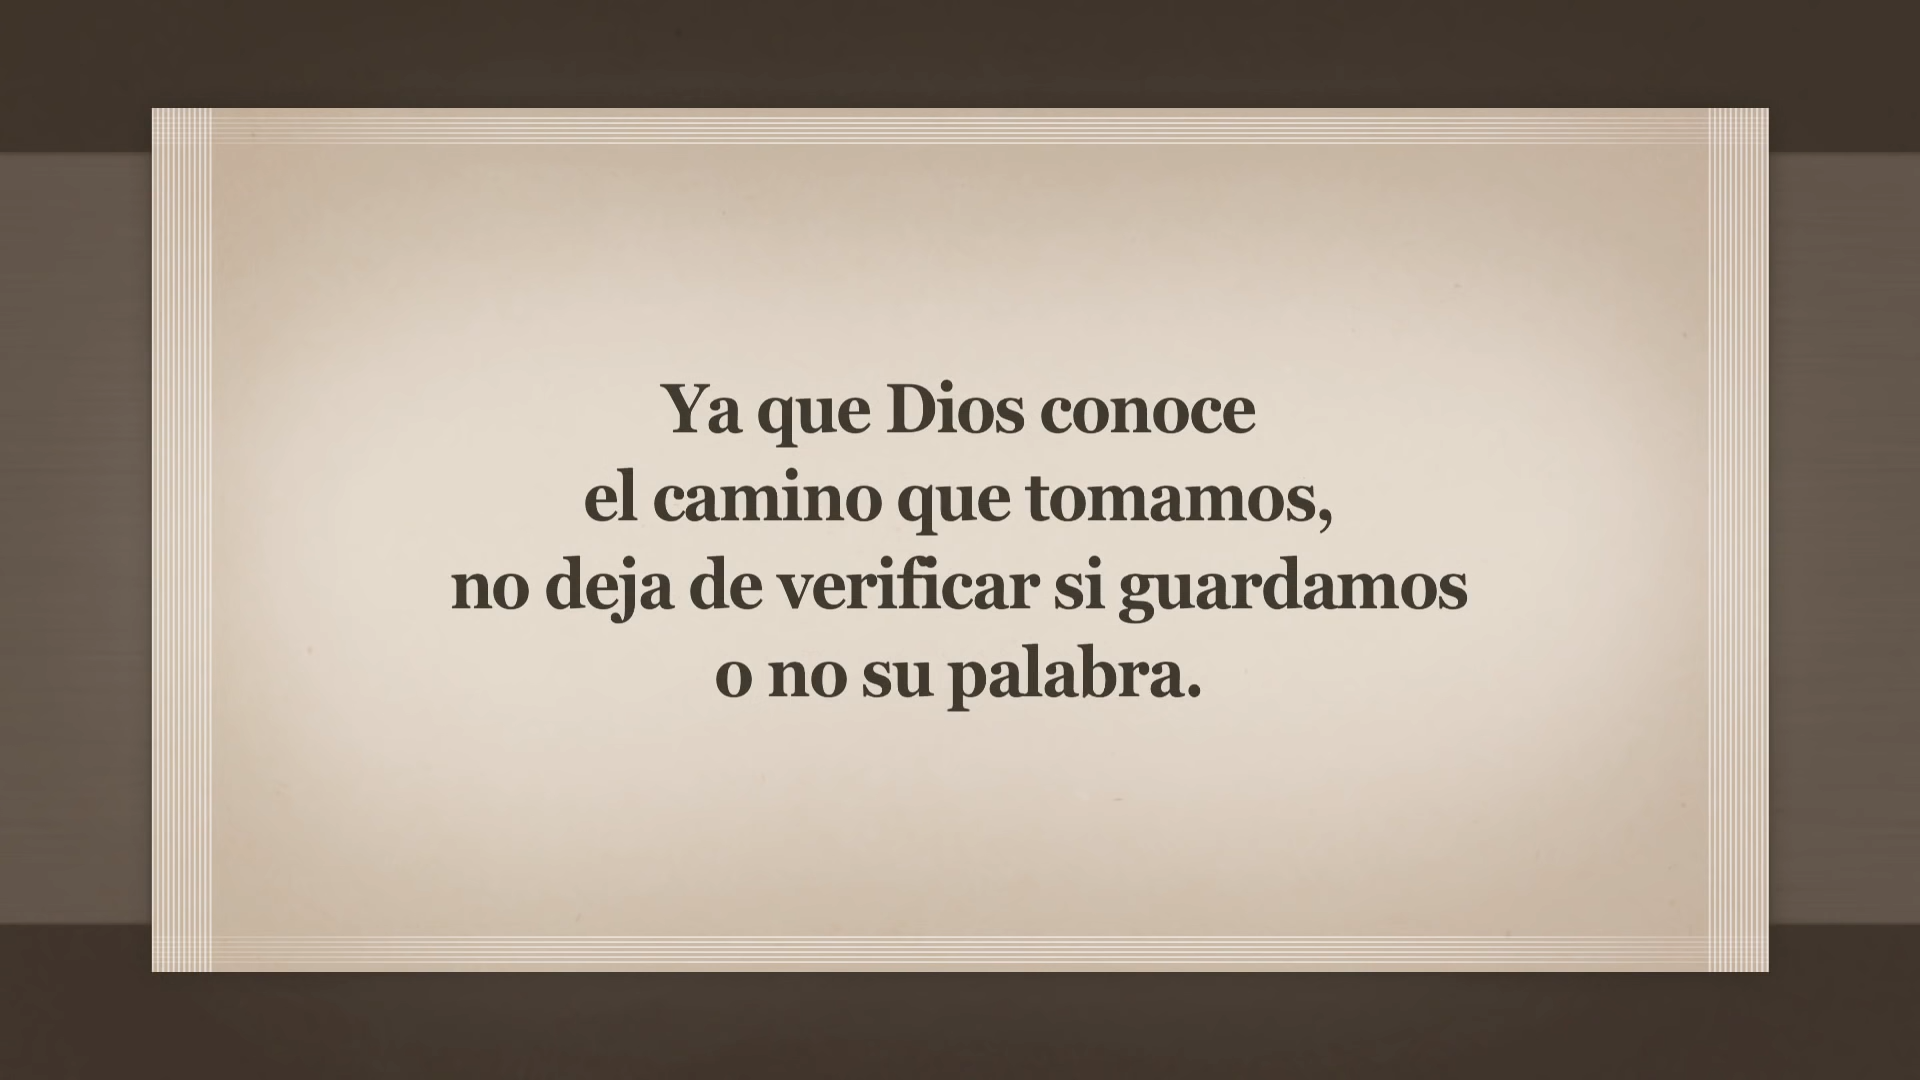 Ya que Dios conoce
el camino que tomamos,
no deja de verificar si guardamos
o no su palabra.